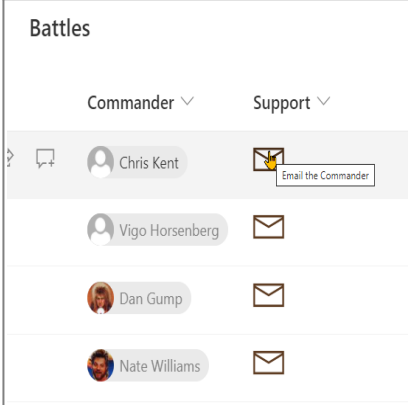 Battles
Commander Support
Chris Kent
Email the Commander
Vigo Horsenberg
Dan Gump
Nate Williams